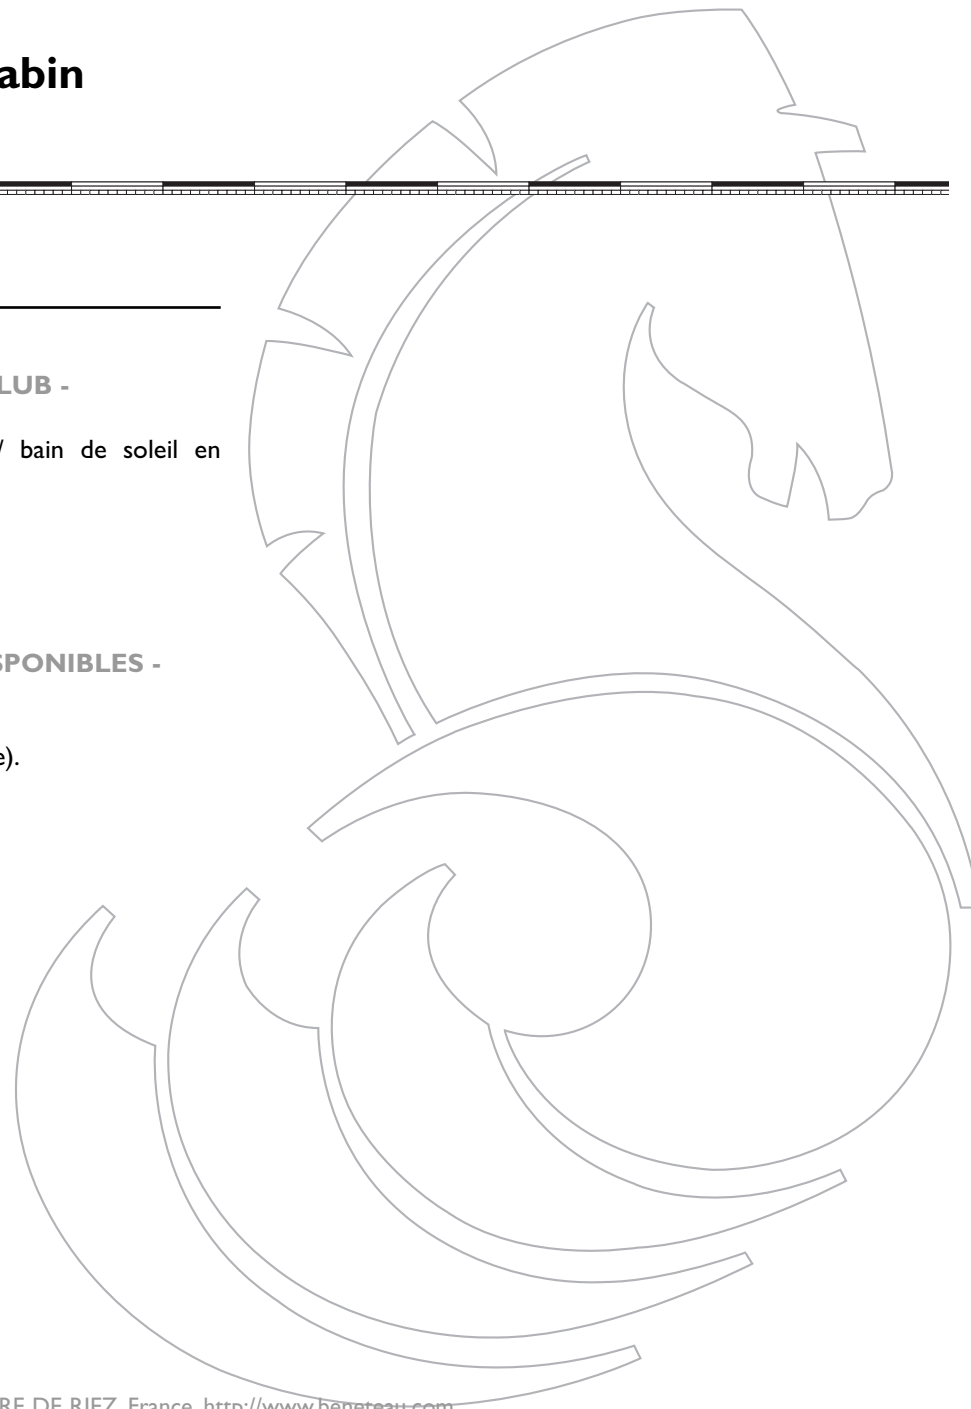 abin
LUB -
/ bain de soleil en
SPONIBLES -
e).
RE DE RIEZ, France, http://www.beneteau.com